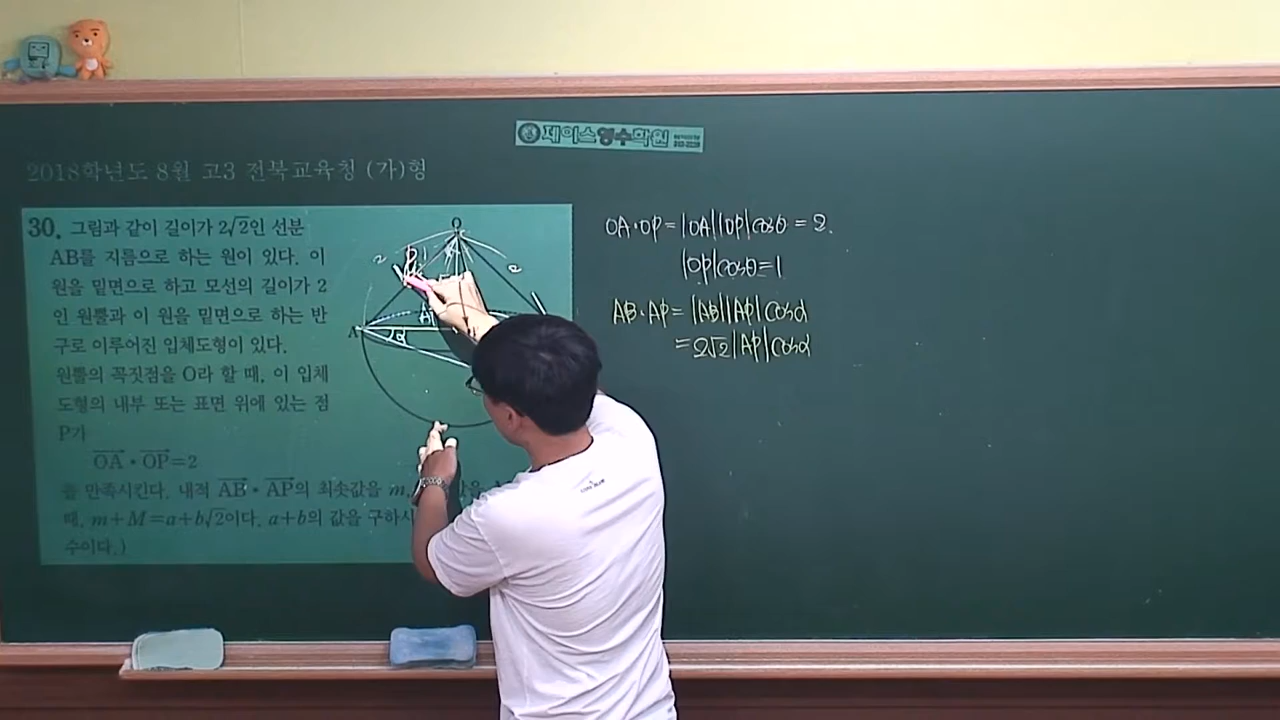 제이스영수학원
2018학년도 8월 고3 전북교육청 (가)형
30. 그림과 같이 길이가 2√2인 선분
AB를 지름으로 하는 원이 있다. 이
원을 밑면으로 하고 모선의 길이가 2
인 원뿔과 이 원을 밑면으로 하는 반
구로 이루어진 입체도형이 있다.
원뿔의 꼭짓점을 O라 할 때, 이 입체
도형의 내부 또는 표면 위에 있는 점
P가
OA • OP=2
를 만족시킨다. 내적 AB • AP의 최솟값을 m,
때, m+M=a+b√2이다. a+b의 값을 구하시
수이다.)
O
2
2
A
2α
OA·OP = |OA||OP|cosθ = 2.
|OP|cosθ=1
AB·AP = |AB||AP|cosα
= 2√2|AP|cosα